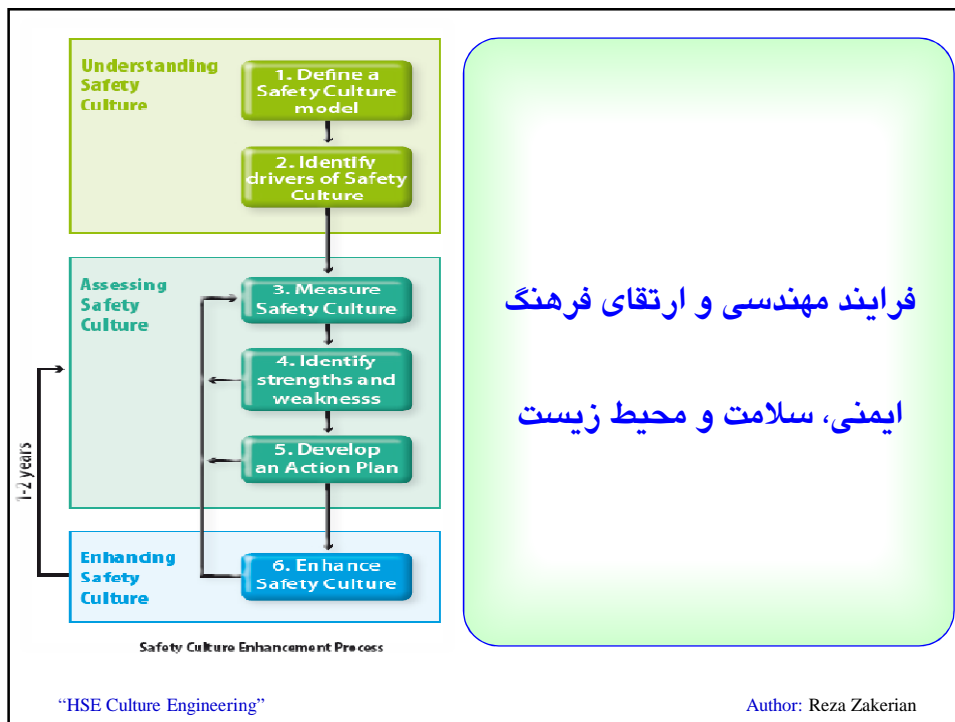 Understanding
Safety
Culture
1. Define a
Safety Culture
model
2. Identify
drivers of Safety
Culture
Assessing
Safety
Culture
3. Measure
Safety Culture
4. Identify
strengths and
weaknesss
5. Develop
an Action Plan
1-2 years
Enhancing
Safety
Culture
6. Enhance
Safety Culture
Safety Culture Enhancement Process
فرایند مهندسی و ارتقای فرهنگ
ایمنی، سلامت و محیط زیست
“HSE Culture Engineering”
Author: Reza Zakerian